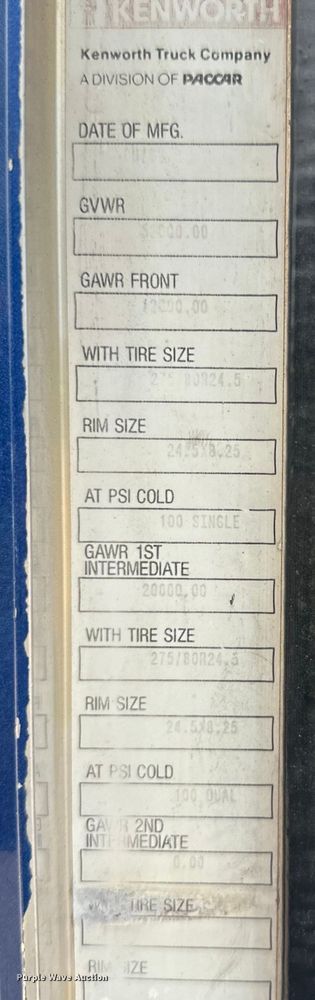 KENWORTH
Kenworth Truck Company
A DIVISION OF PACCAR
DATE OF MFG.
GVWR
GAWR FRONT
12000.00
WITH TIRE SIZE
275 80R24.5
RIM SIZE
24.5X8.25
AT PSI COLD
100 SINGLE
GAWR 1ST
INTERMEDIATE
20000.00
WITH TIRE SIZE
275/80R24.5
RIM SIZE
24.5X8.25
AT PSI COLD
100 DUAL
GAWR 2ND
INTERMEDIATE
0.00
TIRE SIZE
RIM SIZE
Purple Wave Auction